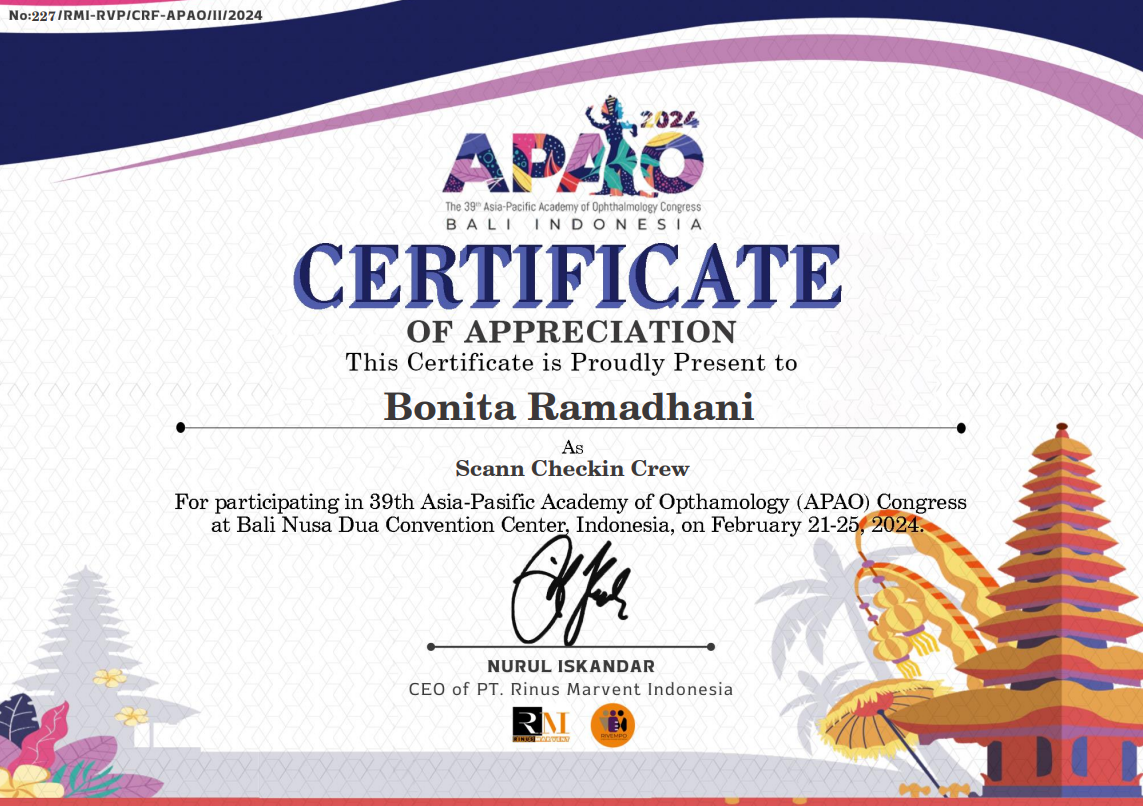 No:227/RMI-RVP/CRF-APAO/II/2024
2024
APAO
The 39th Asia-Pacific Academy of Ophthalmology Congress
BALI INDONESIA
CERTIFICATE
OF APPRECIATION
This Certificate is Proudly Present to
Bonita Ramadhani
As
Scann Checkin Crew
For participating in 39th Asia-Pasific Academy of Opthamology (APAO) Congress
at Bali Nusa Dua Convention Center, Indonesia, on February 21-25, 2024.
NURUL ISKANDAR
CEO of PT. Rinus Marvent Indonesia
RM
RINUS MARVENT
RIVEMPO